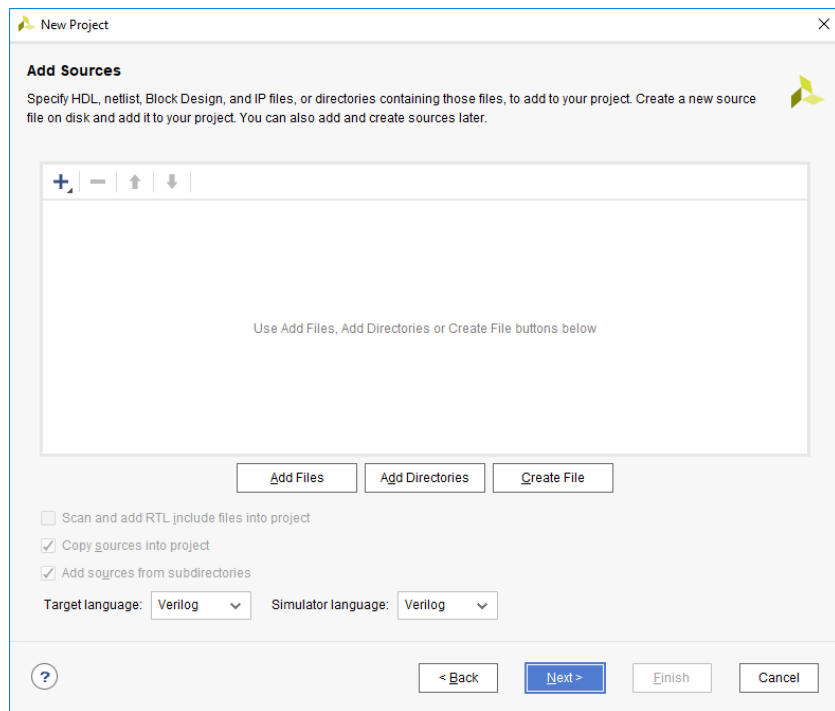 New Project
Add Sources
Specify HDL, netlist, Block Design, and IP files, or directories containing those files, to add to your project. Create a new source
file on disk and add it to your project. You can also add and create sources later.
Use Add Files, Add Directories or Create File buttons below
Add Files Add Directories Create File
Scan and add RTL include files into project
Copy sources into project
Add sources from subdirectories
Target language: Verilog Simulator language: Verilog
? < Back Next > Finish Cancel